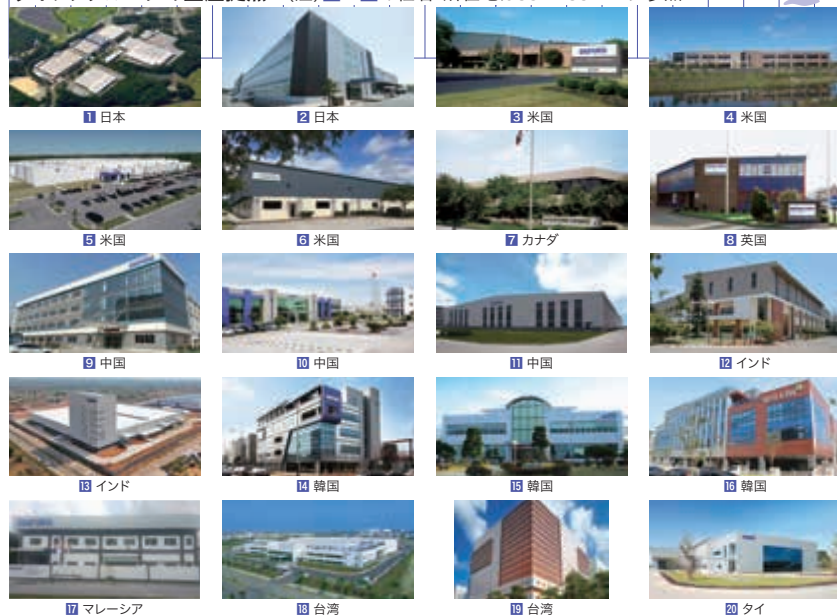 1 日本
2 日本
3 米国
4 米国
5 米国
6 米国
7 カナダ
8 英国
9 中国
10 中国
11 中国
12 インド
13 インド
14 韓国
15 韓国
16 韓国
17 マレーシア
18 台湾
19 台湾
20 タイ